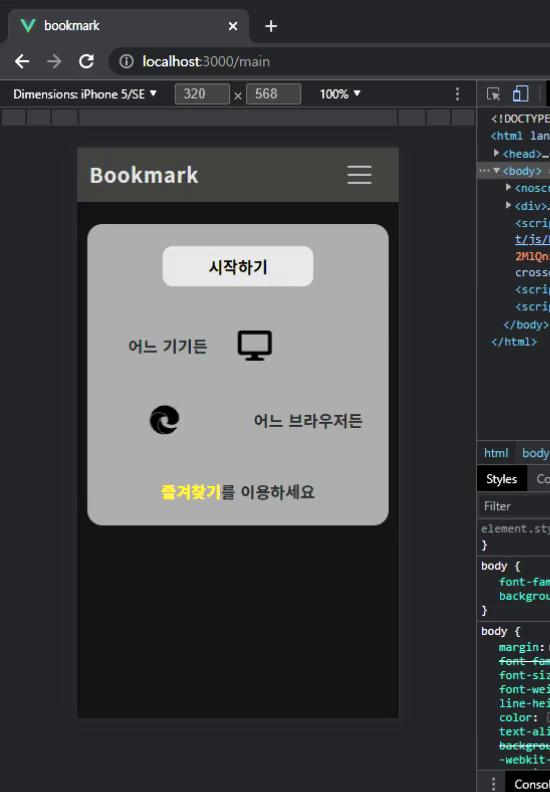 bookmark
localhost:3000/main
Dimensions: iPhone 5/SE 320 × 568 100%
Bookmark
시작하기
어느 기기든
어느 브라우저든
즐겨찾기를 이용하세요
<!DOCTYPE
<html lan
<head>…
<body>
<noscr
<div>…
<scri
t/js/
2MlQn
cross
<scri
<scri
</body>
</html>
html body
Styles Co
Filter
element.sty
}
body {
font-fam
backgrou
}
body {
margin:
font-fam
font-siz
font-wei
line-hei
color:
text-ali
backgrou
-webkit-
Consol